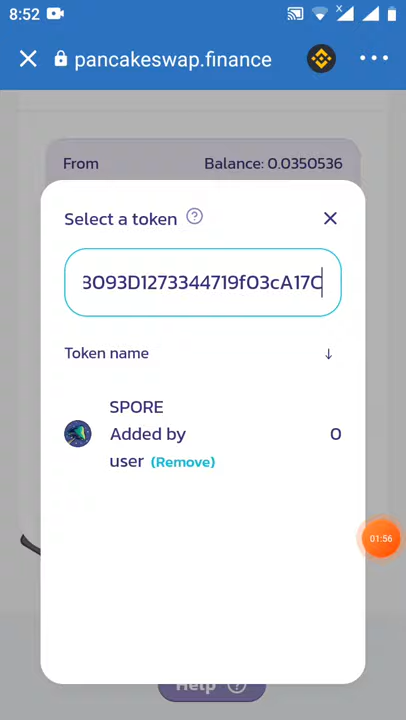 8:52
x
pancakeswap.finance
From
Balance: 0.0350536
Select a token ?
3093D1273344719f03cA17C
Token name ↓
SPORE
Added by
user (Remove)
0
01:56
Help ?